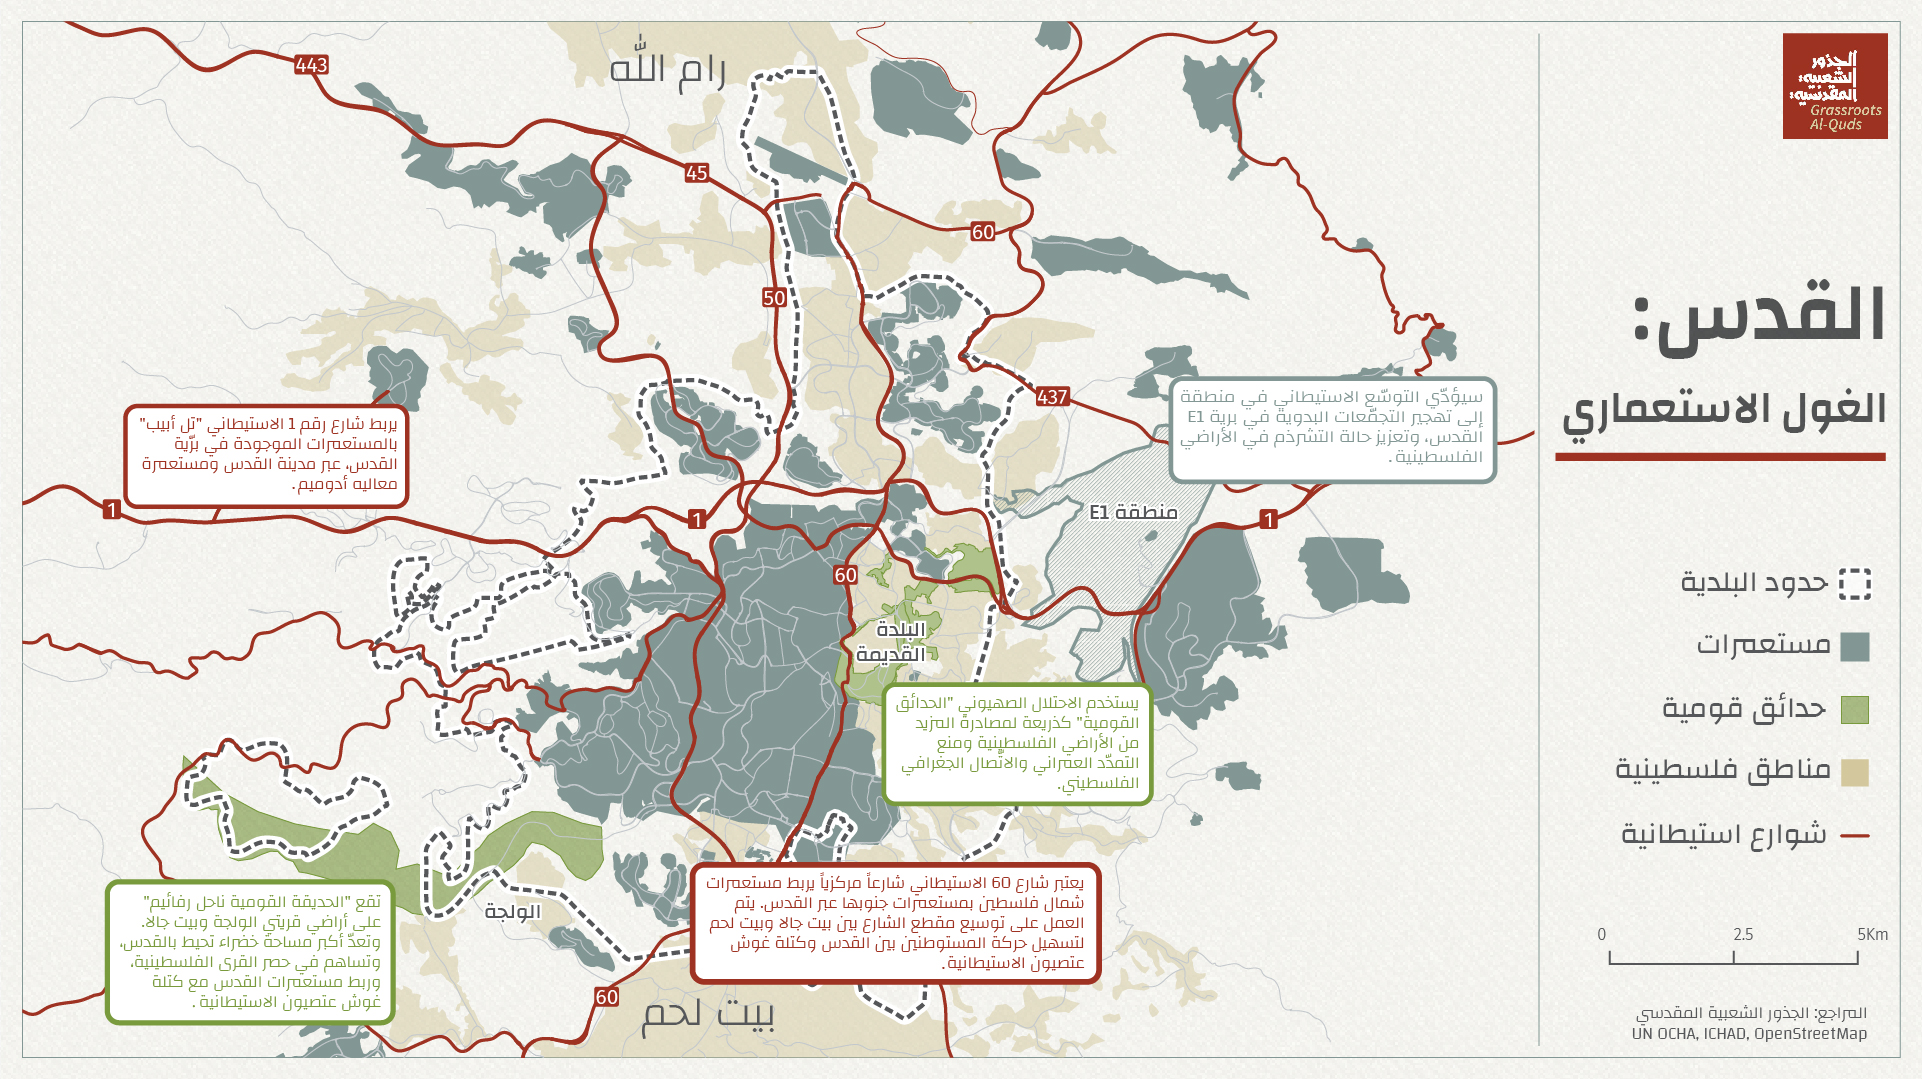 الجذور
الشعبية
المقدسية
Grassroots
Al-Quds
القدس:
الغول الاستعماري
حدود البلدية
مستعمرات
حدائق قومية
مناطق فلسطينية
شوارع استيطانية
0 2.5 5Km
المراجع: الجذور الشعبية المقدسي
UN OCHA, ICHAD, OpenStreetMap
رام الله
443
45
60
50
437
سيؤدّي التوسّع الاستيطاني في منطقة
E1 إلى تهجير التجمّعات البدوية في برية
القدس، وتعزيز حالة التشرذم في الأراضي
الفلسطينية.
يربط شارع رقم 1 الاستيطاني "تل أبيب"
بالمستعمرات الموجودة في برّية
القدس، عبر مدينة القدس ومستعمرة
معاليه أدوميم.
منطقة E1
1
1
1
60
البلدة
القديمة
يستخدم الاحتلال الصهيوني "الحدائق
القومية" كذريعة لمصادرة المزيد
من الأراضي الفلسطينية ومنع
التمدّد العمراني والاتّصال الجغرافي
الفلسطيني.
يعتبر شارع 60 الاستيطاني شارعاً مركزياً يربط مستعمرات
شمال فلسطين بمستعمرات جنوبها عبر القدس. يتم
العمل على توسيع مقطع الشارع بين بيت جالا وبيت لحم
لتسهيل حركة المستوطنين بين القدس وكتلة غوش
عتصيون الاستيطانية.
تقع "الحديقة القومية ناحل رفائيم"
على أراضي قريتي الولجة وبيت جالا.
وتعدّ أكبر مساحة خضراء تحيط بالقدس،
وتساهم في حصر القرى الفلسطينية،
وربط مستعمرات القدس مع كتلة
غوش عتصيون الاستيطانية.
الولجة
60
بيت لحم